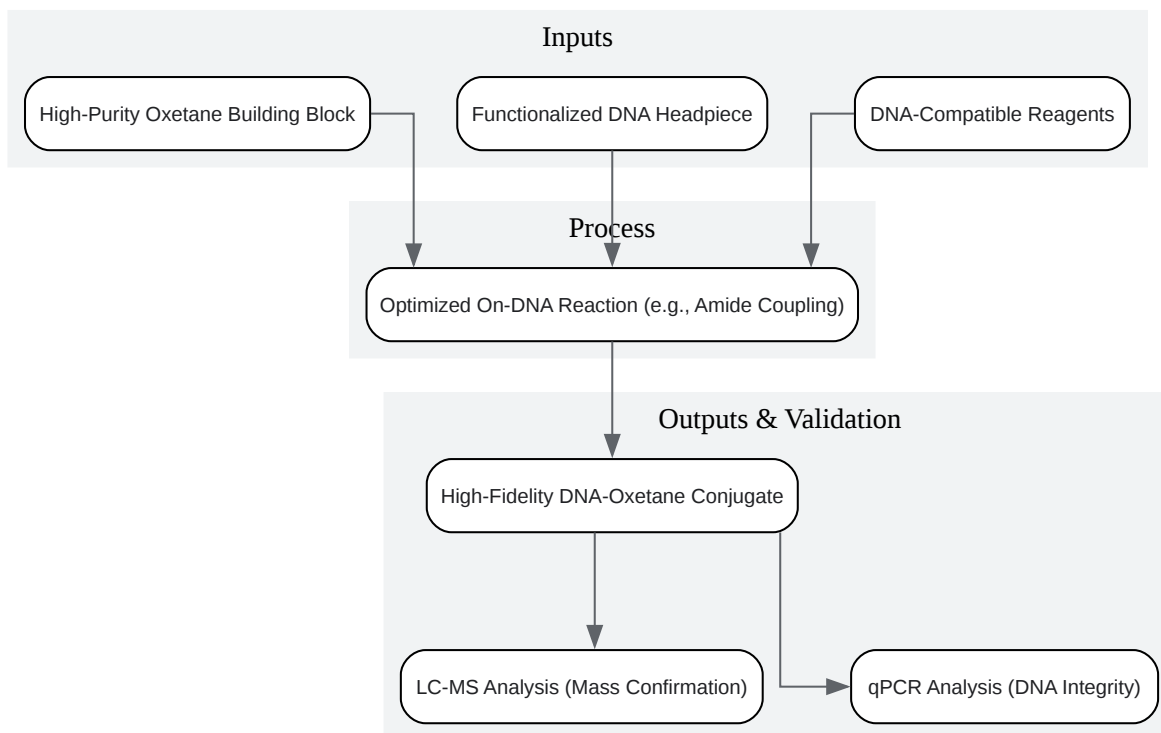 Inputs
High-Purity Oxetane Building Block
Functionalized DNA Headpiece
DNA-Compatible Reagents
Process
Optimized On-DNA Reaction (e.g., Amide Coupling)
Outputs & Validation
High-Fidelity DNA-Oxetane Conjugate
LC-MS Analysis (Mass Confirmation)
qPCR Analysis (DNA Integrity)